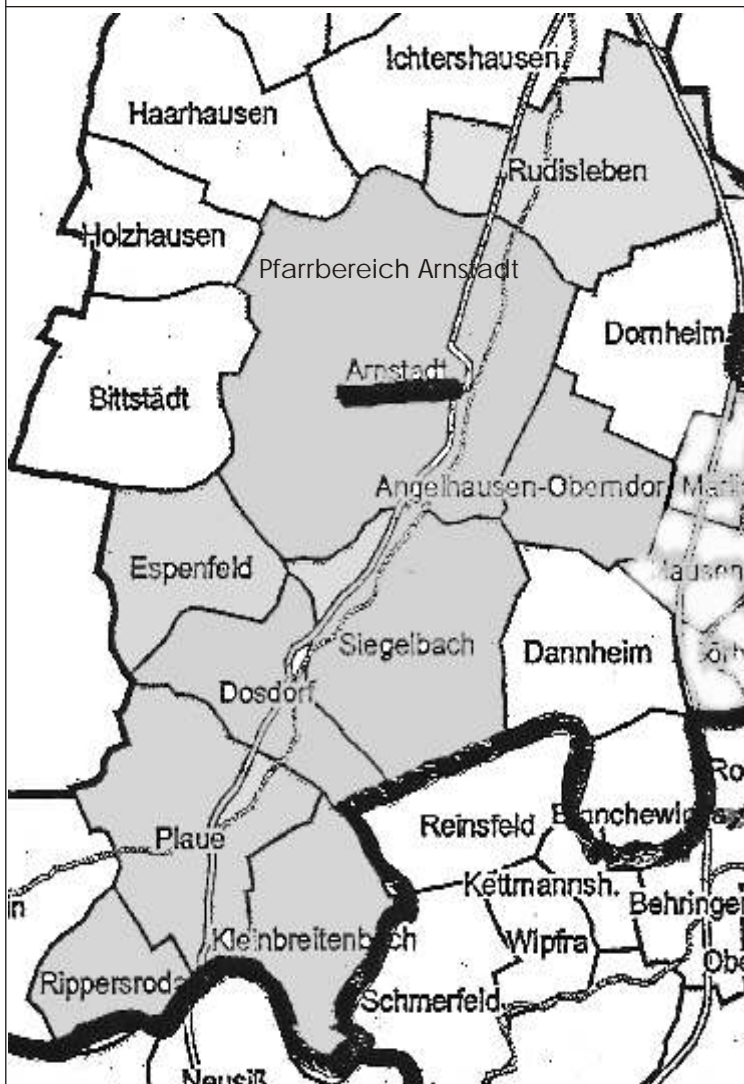 Ichtershausen
Haarhausen
Rudisleben
Holzhausen
Pfarrbereich Arnstadt
Dornheim
Arnstadt
Bittstädt
Angelhausen-Oberndorf
Espenfeld
Siegelbach
Dannheim
Dosdorf
Plaue
Reinsfeld
Kettmannsh.
Behringen
Kleinbreitenbach
Wipfra
Rippersroda
Schmerfeld
Neusiß